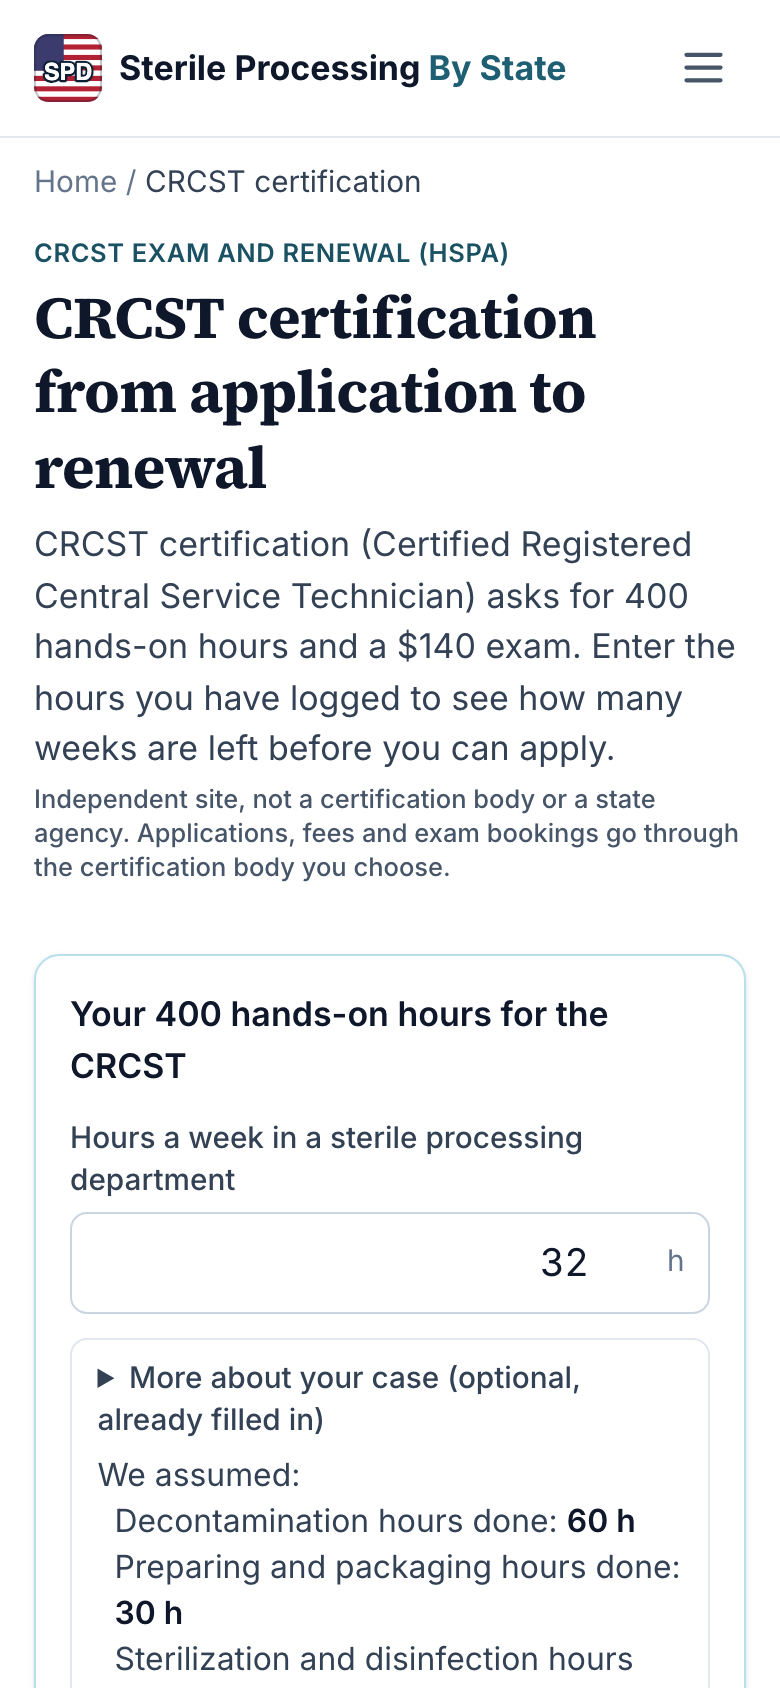 SPD
Sterile Processing By State
Home / CRCST certification
CRCST EXAM AND RENEWAL (HSPA)
CRCST certification
from application to
renewal
CRCST certification (Certified Registered
Central Service Technician) asks for 400
hands-on hours and a $140 exam. Enter the
hours you have logged to see how many
weeks are left before you can apply.
Independent site, not a certification body or a state
agency. Applications, fees and exam bookings go through
the certification body you choose.
Your 400 hands-on hours for the
CRCST
Hours a week in a sterile processing
department
32 h
▶ More about your case (optional,
already filled in)
We assumed:
Decontamination hours done: 60 h
Preparing and packaging hours done:
30 h
Sterilization and disinfection hours